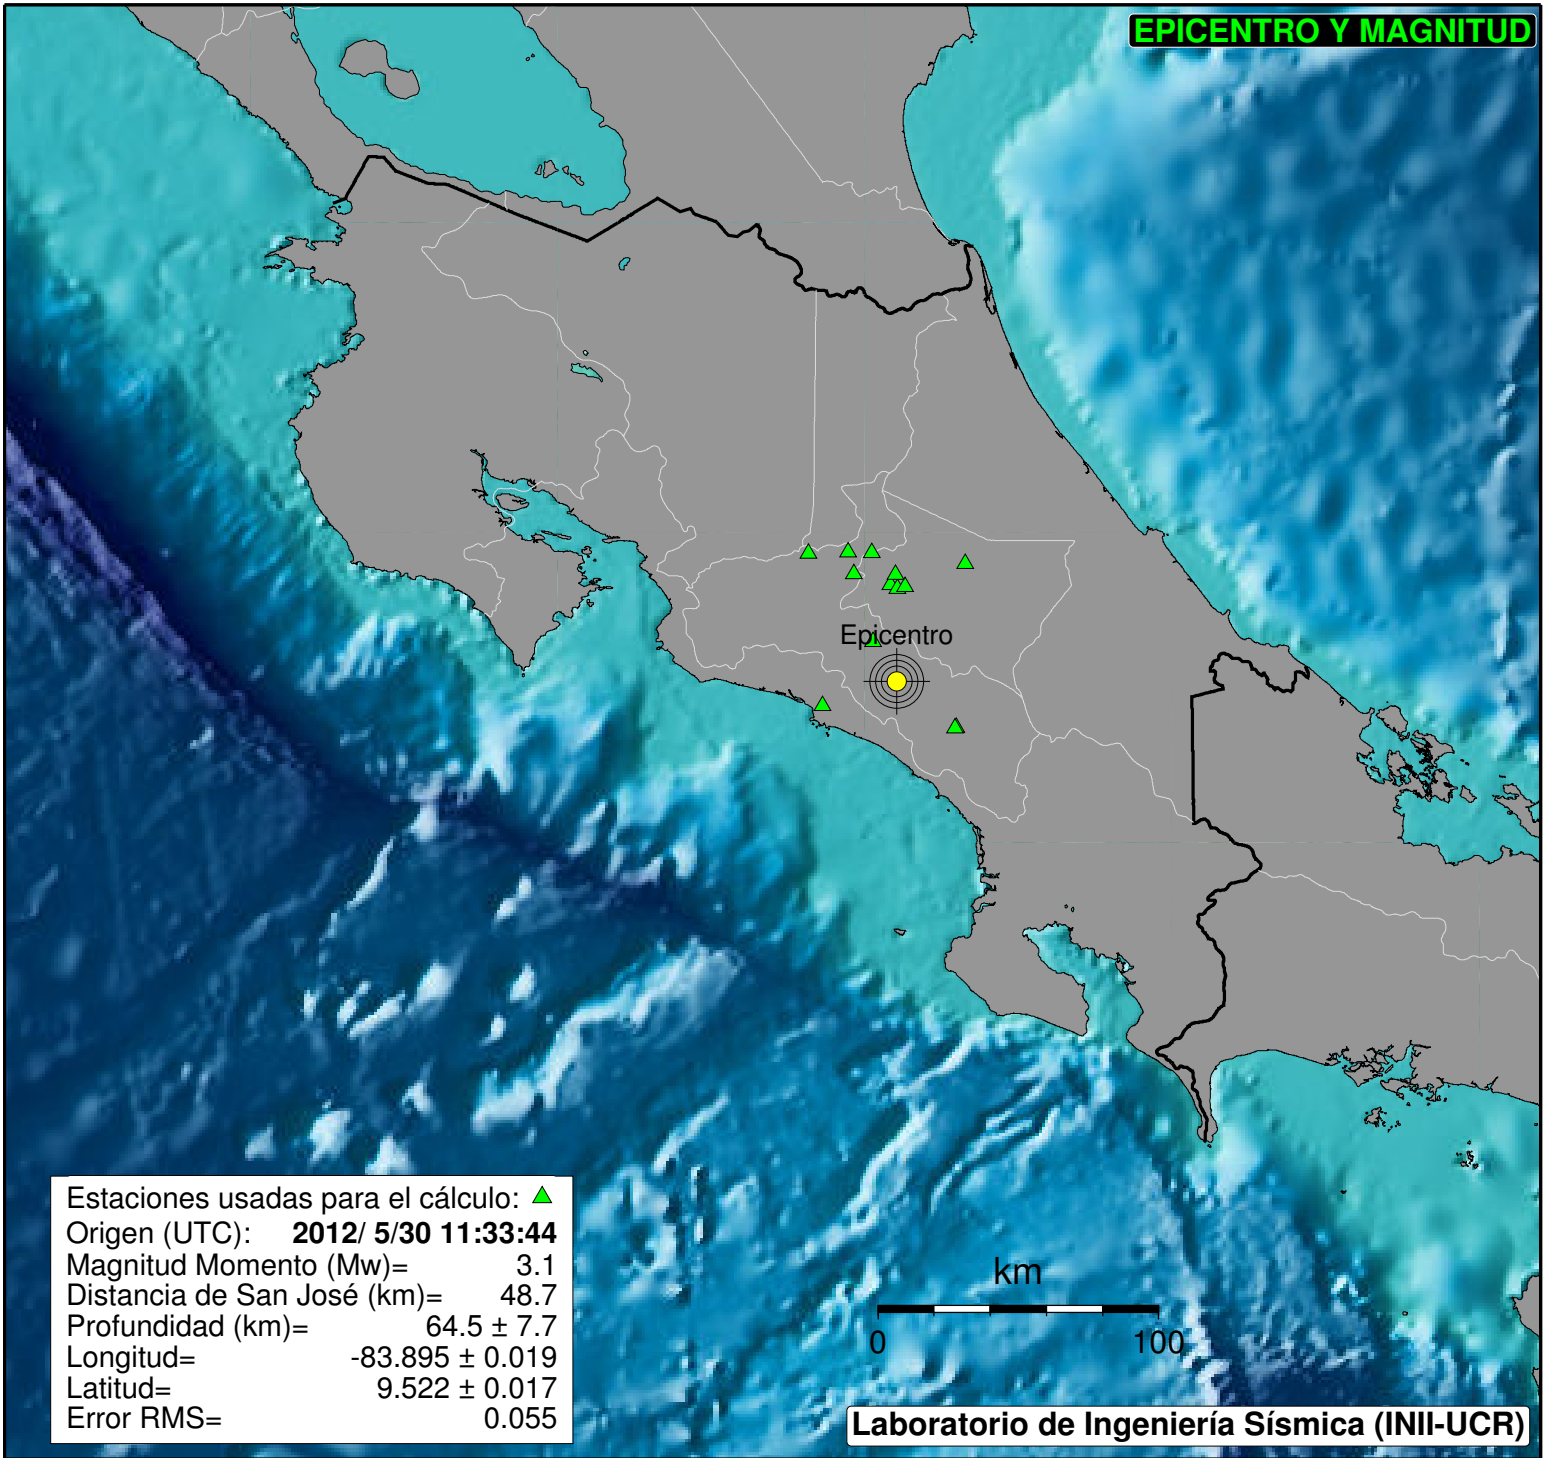 EPICENTRO Y MAGNITUD
Epicentro
Estaciones usadas para el cálculo:
Origen (UTC): 2012/ 5/30 11:33:44
Magnitud Momento (Mw)= 3.1
Distancia de San José (km)= 48.7
Profundidad (km)= 64.5 ± 7.7
Longitud= -83.895 ± 0.019
Latitud= 9.522 ± 0.017
Error RMS= 0.055
km
0 100
Laboratorio de Ingeniería Sísmica (INII-UCR)